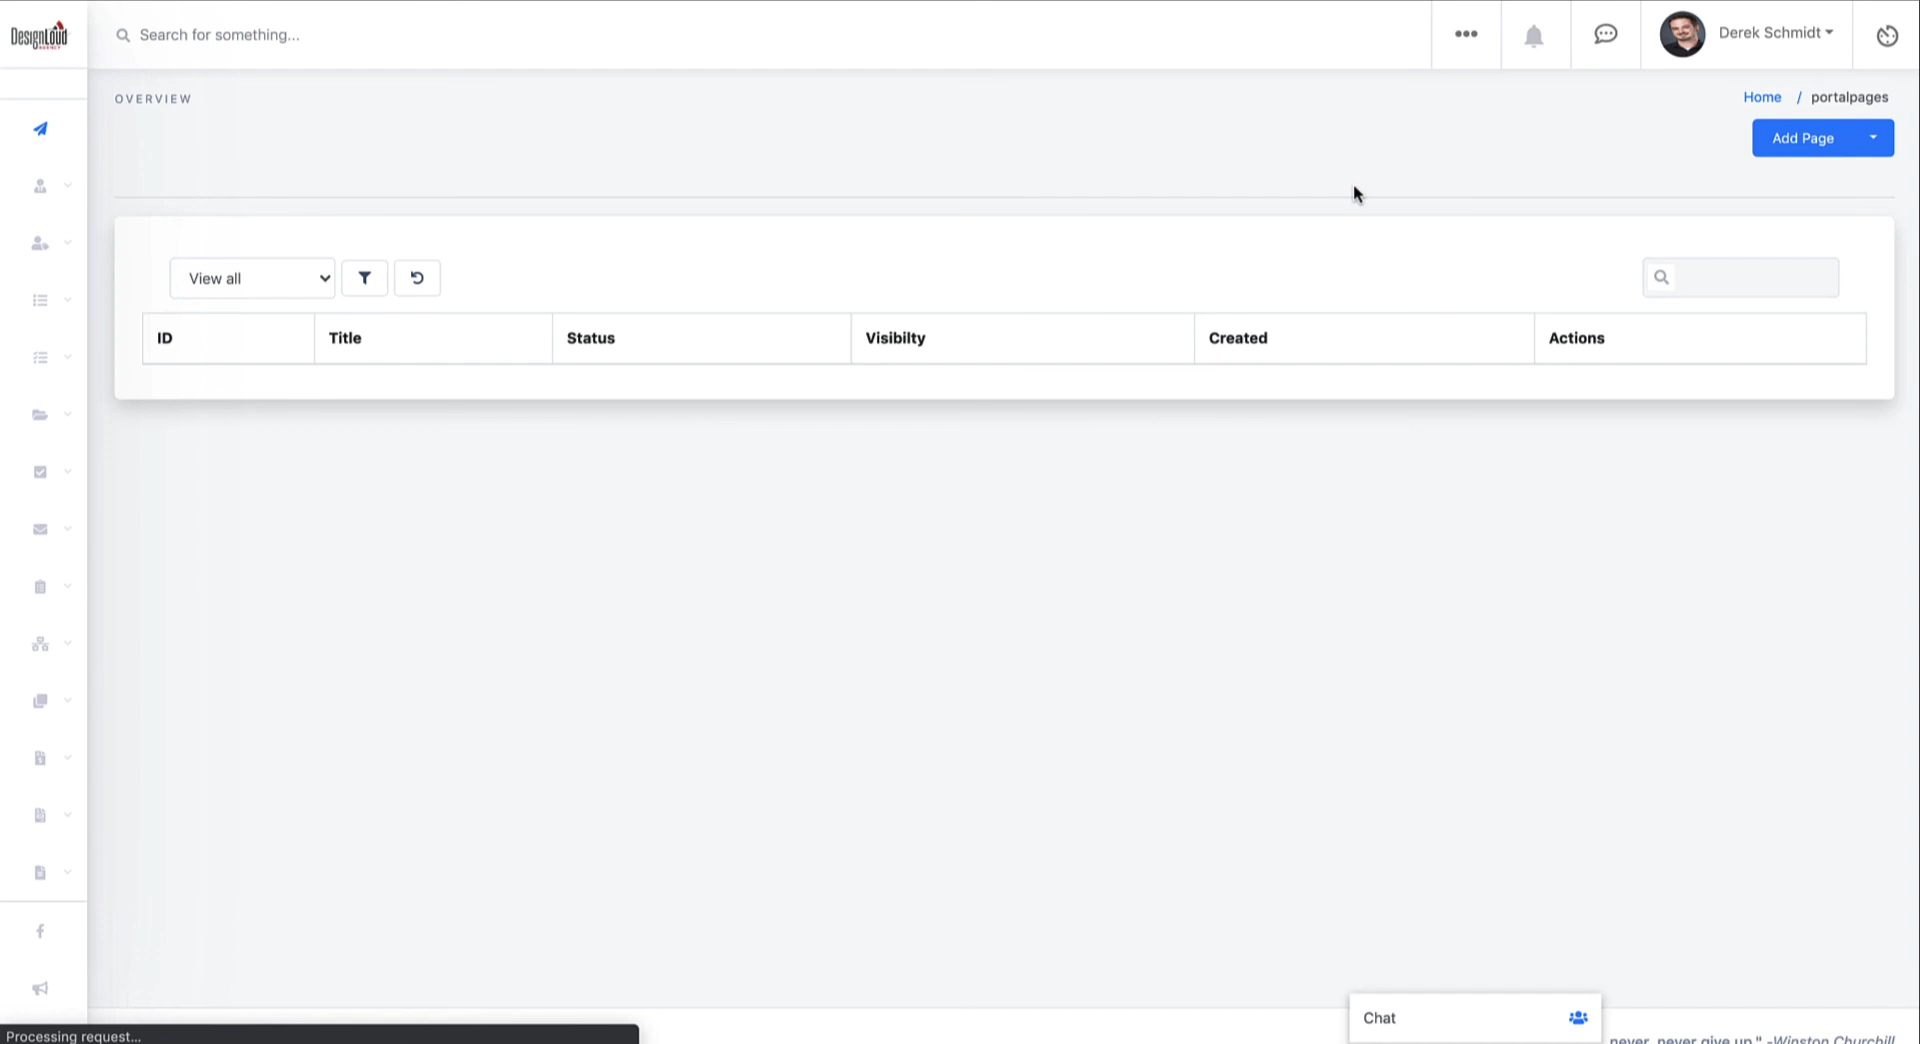 DesignLoud
AGENCY
Search for something...
Derek Schmidt
OVERVIEW
Home / portalpages
Add Page
View all
ID Title Status Visibilty Created Actions
Chat
Processing request...
never, never give up." -Winston Churchill